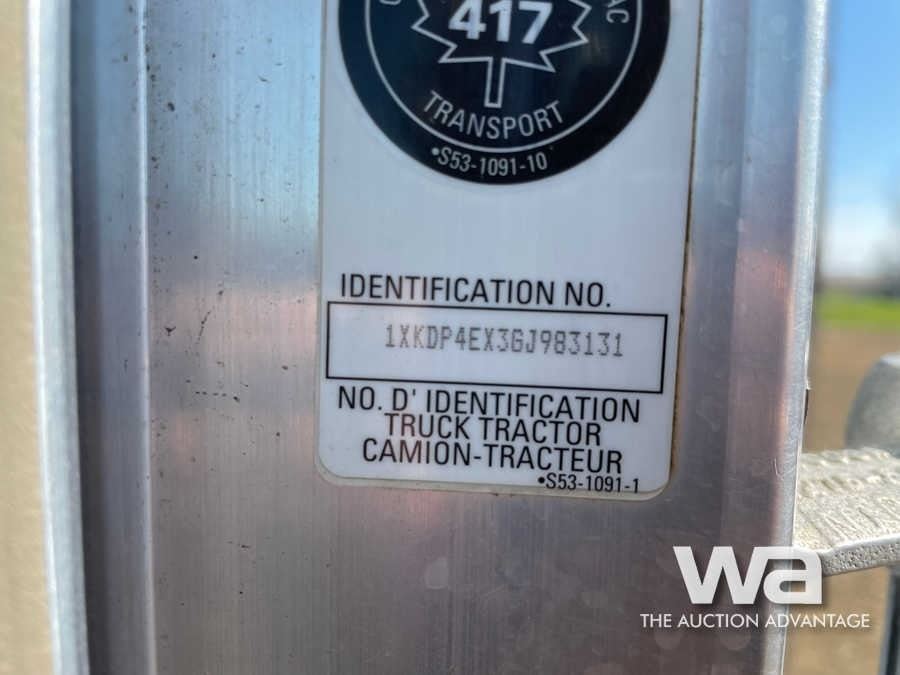 417
AC
TRANSPORT
•S53-1091-10
IDENTIFICATION NO.
1XKDP4EX3GJ983131
NO. D' IDENTIFICATION
TRUCK TRACTOR
CAMION-TRACTEUR
•S53-1091-1
wa
THE AUCTION ADVANTAGE